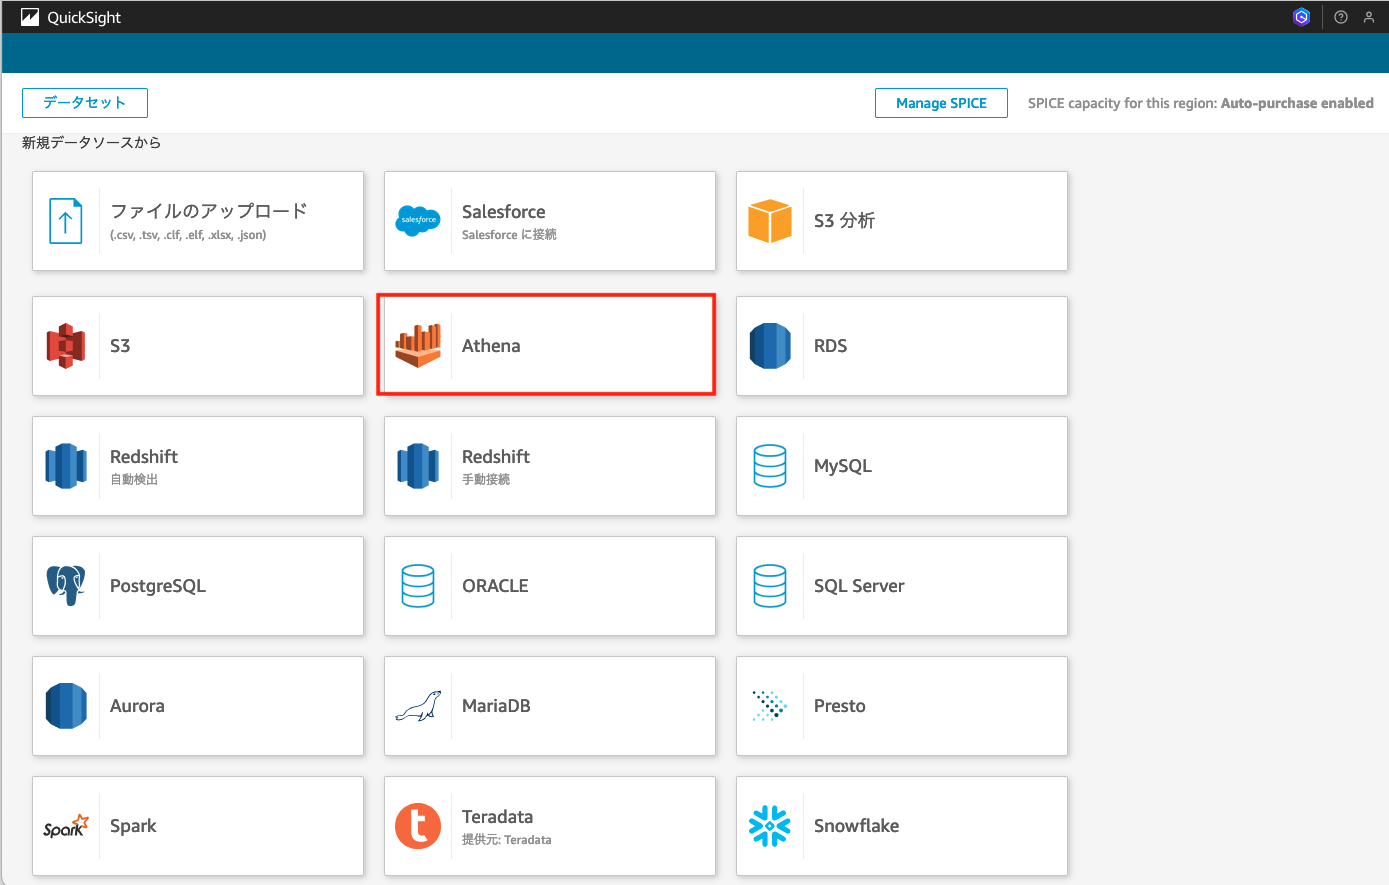 QuickSight
データセット
Manage SPICE
SPICE capacity for this region: Auto-purchase enabled
新規データソースから
ファイルのアップロード
(.csv, .tsv, .clf, .elf, .xlsx, .json)
salesforce
Salesforce
Salesforce に接続
S3 分析
S3
Athena
RDS
Redshift
自動検出
Redshift
手動接続
MySQL
PostgreSQL
ORACLE
SQL Server
Aurora
MariaDB
Presto
Spark
Spark
t
Teradata
提供元: Teradata
Snowflake